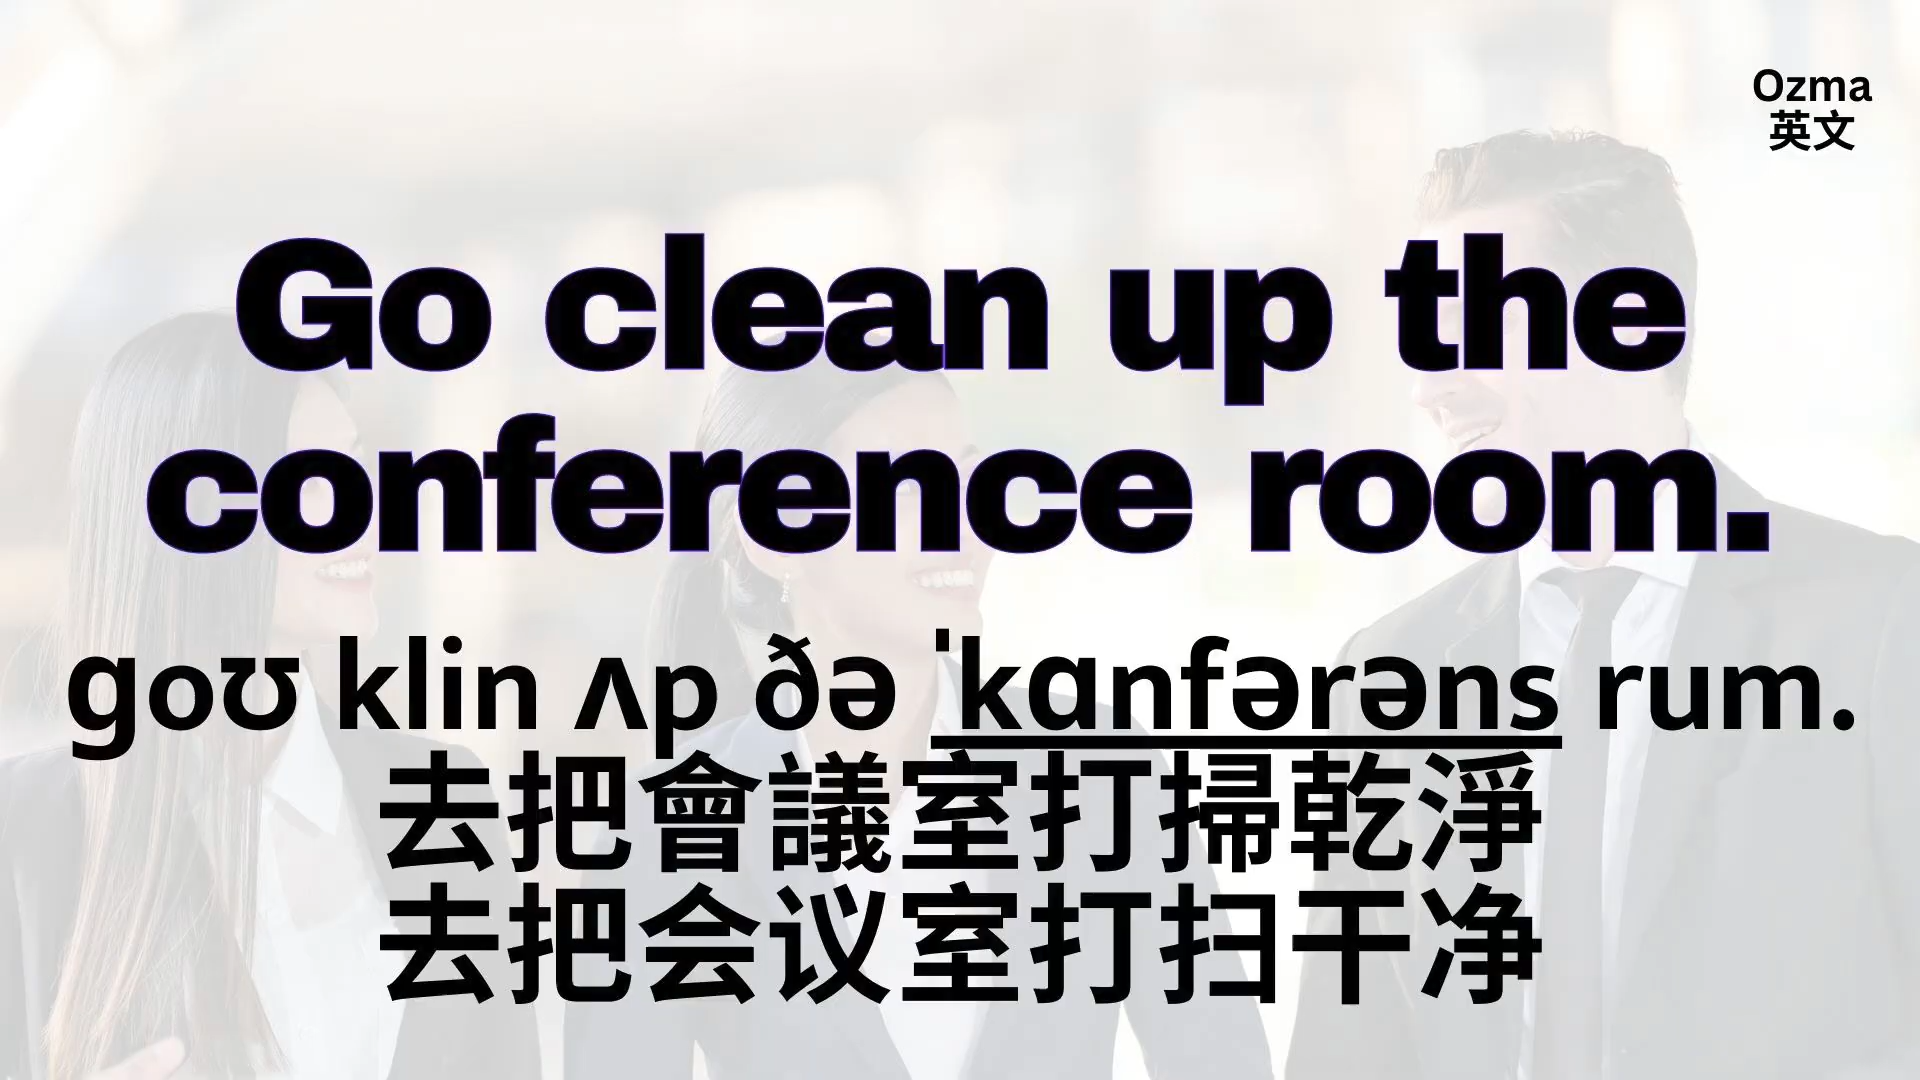 Ozma
英文
Go clean up the
conference room.
goʊ klin ʌp ðə ˈkɑnfərəns rum.
去把會議室打掃乾淨
去把会议室打扫干净